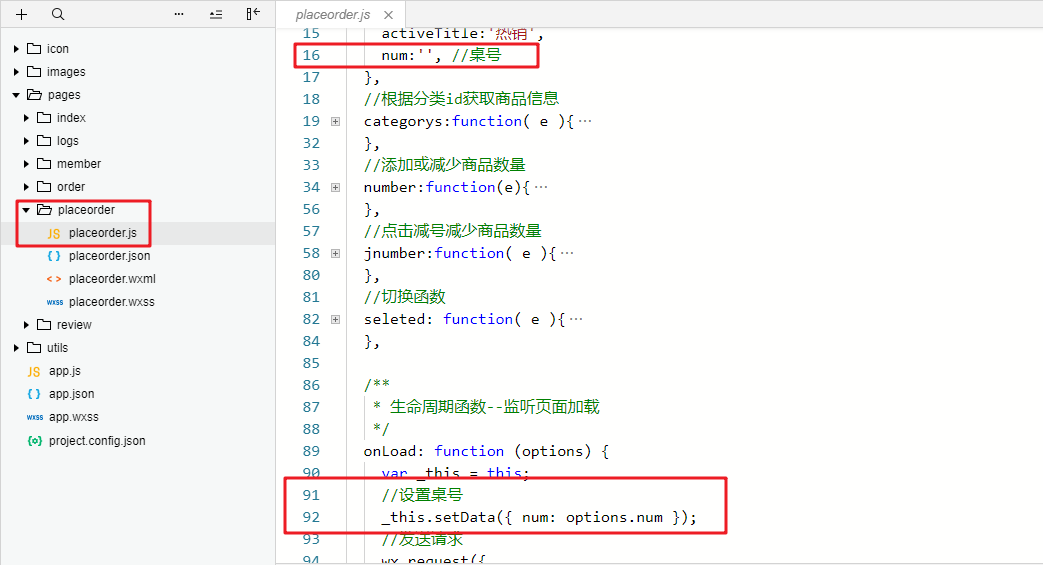 icon
images
pages
index
logs
member
order
placeorder
JS placeorder.js
{ } placeorder.json
< > placeorder.wxml
wxss placeorder.wxss
review
utils
JS app.js
{ } app.json
wxss app.wxss
{o} project.config.json
placeorder.js ×
15 activeTitle:'热销',
16 num:'', //桌号
17 },
18 //根据分类id获取商品信息
19 categorys:function( e ){ ···
32 },
33 //添加或减少商品数量
34 number:function(e){ ···
56 },
57 //点击减号减少商品数量
58 jnumber:function( e ){ ···
80 },
81 //切换函数
82 seleted: function( e ){ ···
84 },
85
86 /**
87 * 生命周期函数--监听页面加载
88 */
89 onLoad: function (options) {
90 var _this = this;
91 //设置桌号
92 _this.setData({ num: options.num });
93 //发送请求
94 wx.request({